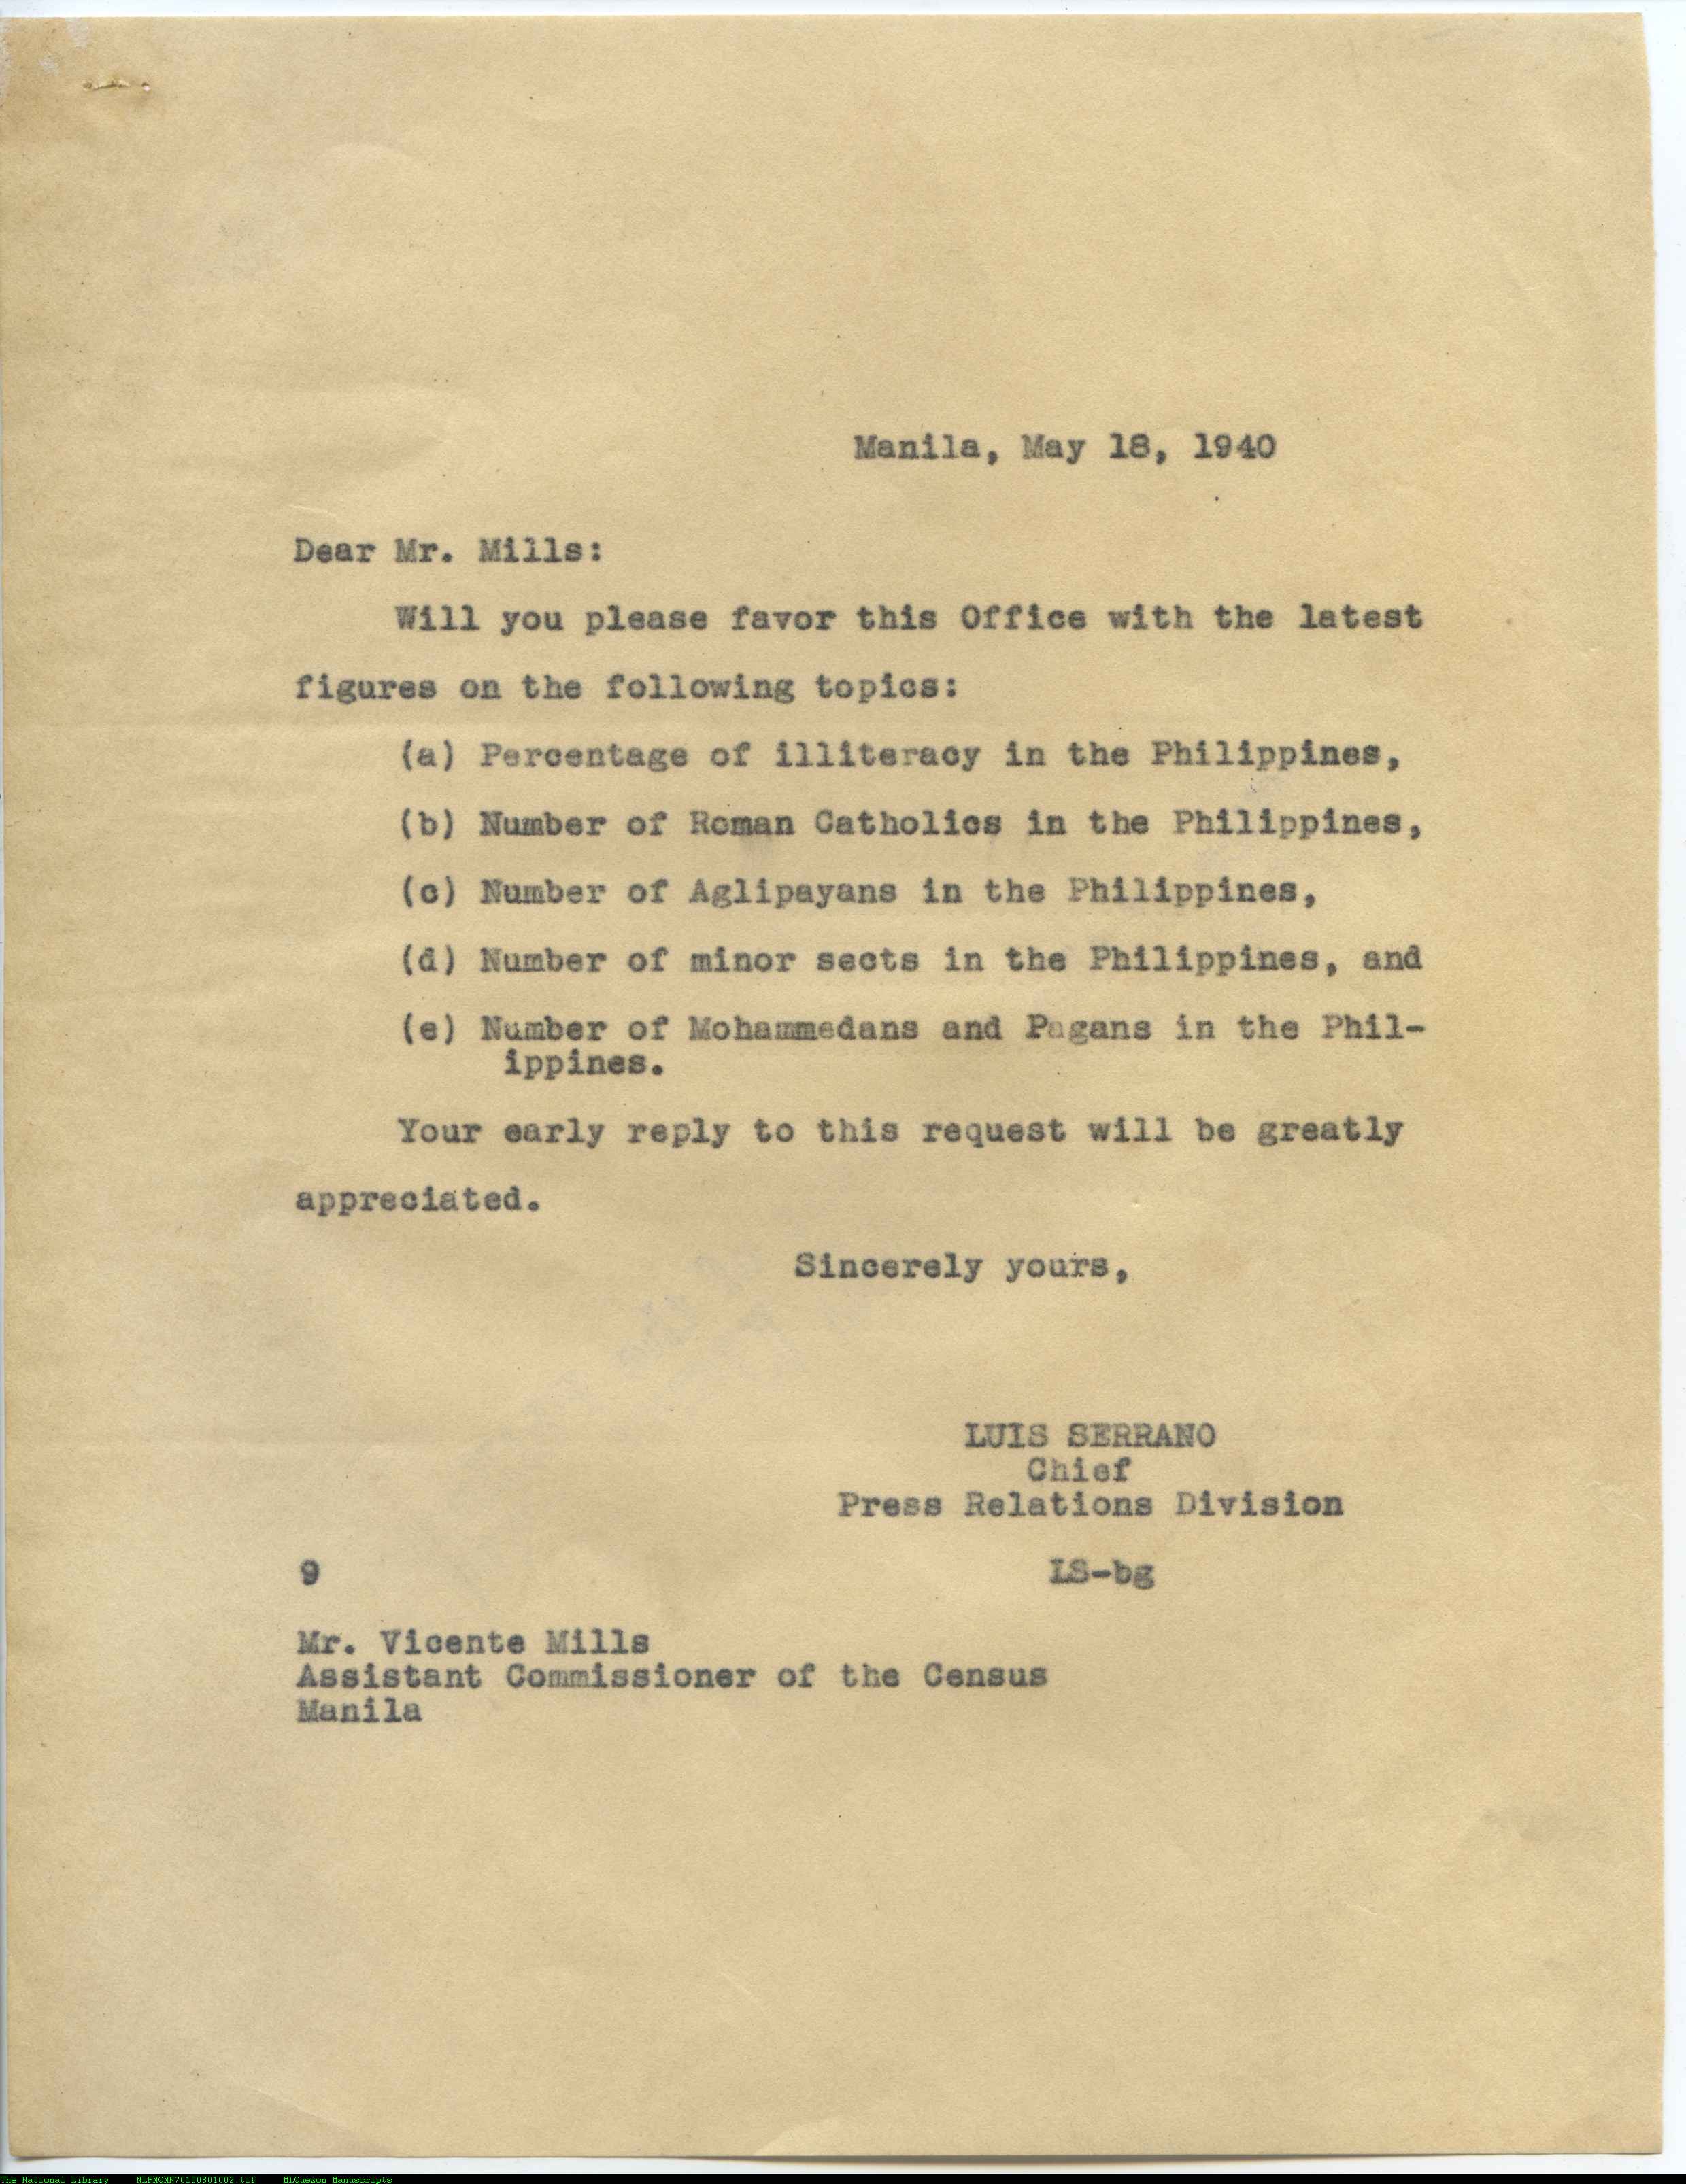 Manila, May 18, 1940
Dear Mr. Mills:
Will you please favor this Office with the latest
figures on the following topics:
(a) Percentage of illiteracy in the Philippines,
(b) Number of Roman Catholics in the Philippines,
(c) Number of Aglipayans in the Philippines,
(d) Number of minor sects in the Philippines, and
(e) Number of Mohammedans and Pagans in the Phil-
ippines.
Your early reply to this request will be greatly
appreciated.
Sincerely yours,
LUIS SERRANO
Chief
Press Relations Division
9 LS-bg
Mr. Vicente Mills
Assistant Commissioner of the Census
Manila
The National Library NLPMQMN70100801002.tif MLQuezon Manuscripts